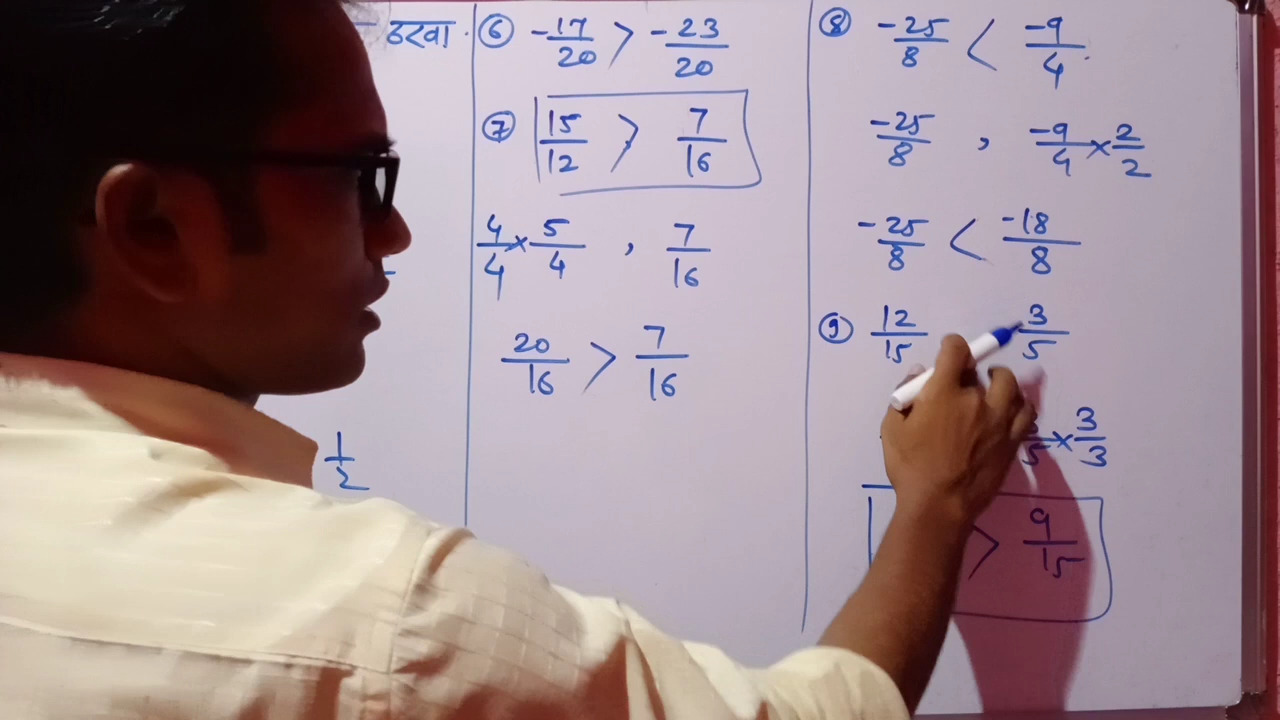 ठरवा.
1/2
⑥ -17/20 > -23/20
⑦ 15/12 > 7/16
4/4 × 5/4 , 7/16
20/16 > 7/16
⑧ -25/8 < -9/4
-25/8 , -9/4 × 2/2
-25/8 < -18/8
⑨ 12/15 3/5
3/5 × 3/3
> 9/15